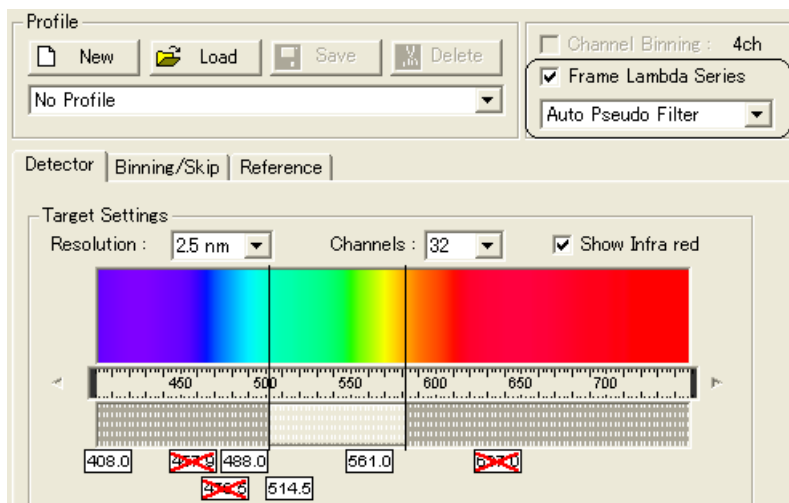 Profile
New Load Save Delete
No Profile
Channel Binning : 4ch
Frame Lambda Series
Auto Pseudo Filter
Detector Binning/Skip Reference
Target Settings
Resolution : 2.5 nm Channels : 32 Show Infra red
450 500 550 600 650 700
408.0 488.0 561.0
514.5